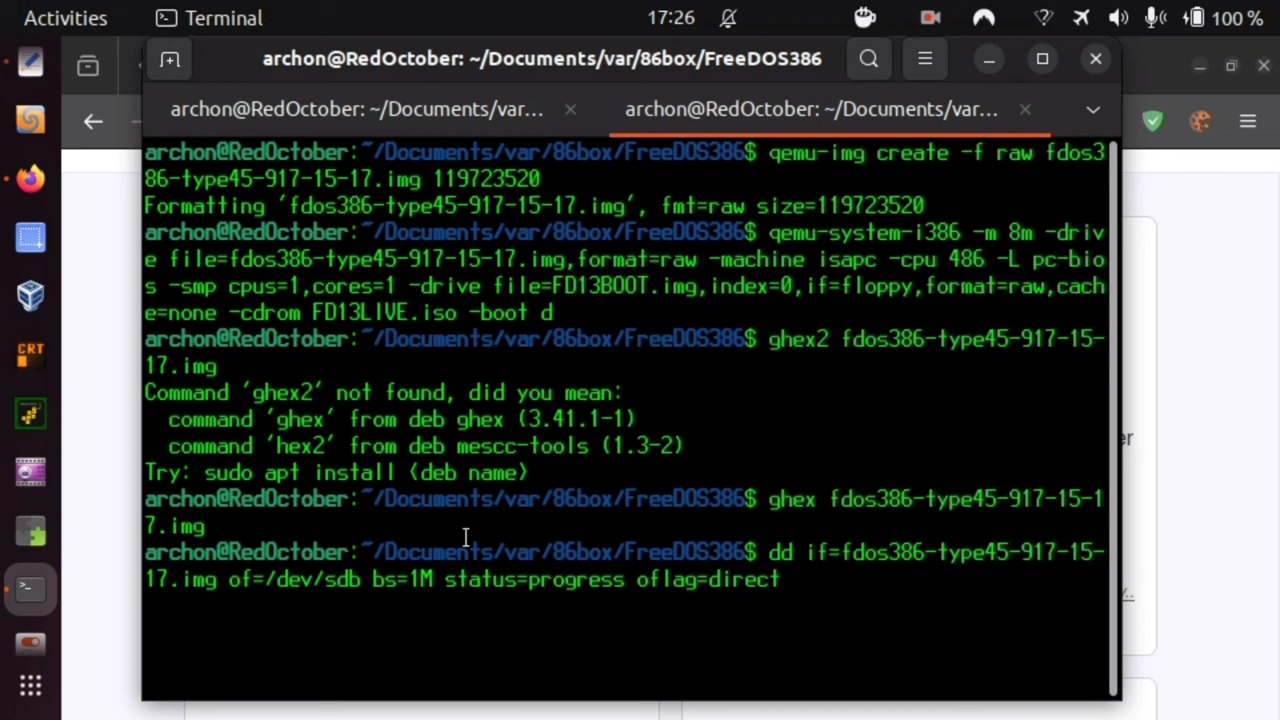 Activities
Terminal
17:26
100 %
archon@RedOctober: ~/Documents/var/86box/FreeDOS386
archon@RedOctober: ~/Documents/var...
archon@RedOctober: ~/Documents/var...
archon@RedOctober:~/Documents/var/86box/FreeDOS386$ qemu-img create -f raw fdos3
86-type45-917-15-17.img 119723520
Formatting 'fdos386-type45-917-15-17.img', fmt=raw size=119723520
archon@RedOctober:~/Documents/var/86box/FreeDOS386$ qemu-system-i386 -m 8m -driv
e file=fdos386-type45-917-15-17.img,format=raw -machine isapc -cpu 486 -L pc-bio
s -smp cpus=1,cores=1 -drive file=FD13BOOT.img,index=0,if=floppy,format=raw,cach
e=none -cdrom FD13LIVE.iso -boot d
archon@RedOctober:~/Documents/var/86box/FreeDOS386$ ghex2 fdos386-type45-917-15-
17.img
Command 'ghex2' not found, did you mean:
command 'ghex' from deb ghex (3.41.1-1)
command 'hex2' from deb mescc-tools (1.3-2)
Try: sudo apt install <deb name>
archon@RedOctober:~/Documents/var/86box/FreeDOS386$ ghex fdos386-type45-917-15-1
7.img
archon@RedOctober:~/Documents/var/86box/FreeDOS386$ dd if=fdos386-type45-917-15-
17.img of=/dev/sdb bs=1M status=progress oflag=direct
CRT
er